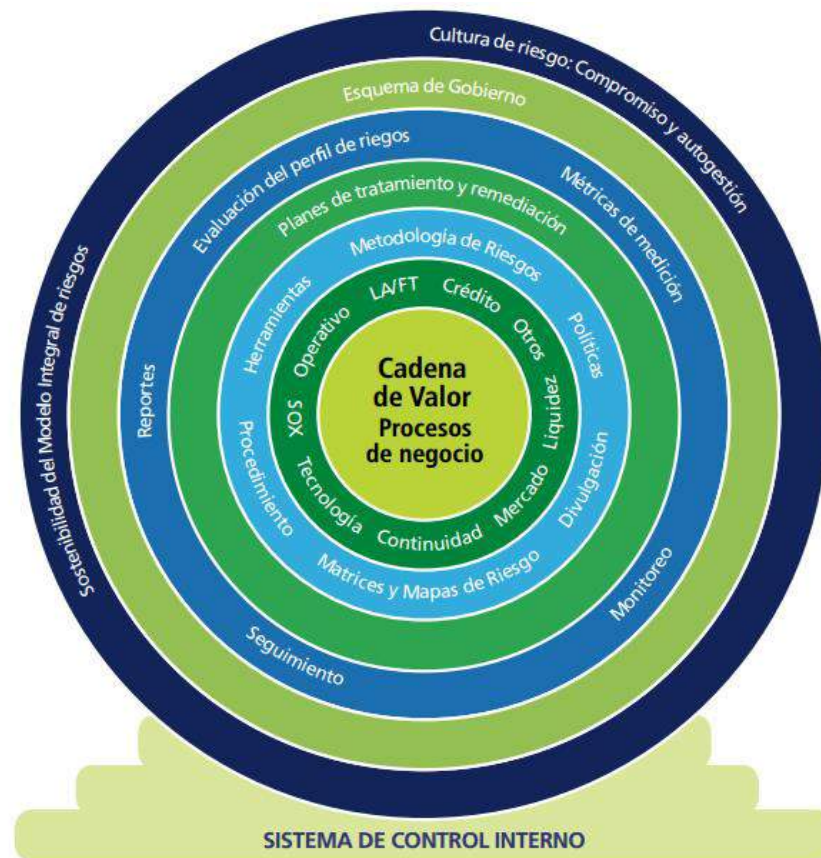 Cultura de riesgo: Compromiso y autogestión
Sostenibilidad del Modelo Integral de riesgos
Esquema de Gobierno
Evaluación del perfil de riegos
Métricas de medición
Monitoreo
Seguimiento
Reportes
Planes de tratamiento y remediación
Metodología de Riesgos
Políticas
Divulgación
Matrices y Mapas de Riesgo
Procedimiento
Herramientas
LA/FT
Crédito
Otros
Liquidez
Mercado
Continuidad
Tecnología
SOX
Operativo
Cadena
de Valor
Procesos
de negocio
SISTEMA DE CONTROL INTERNO